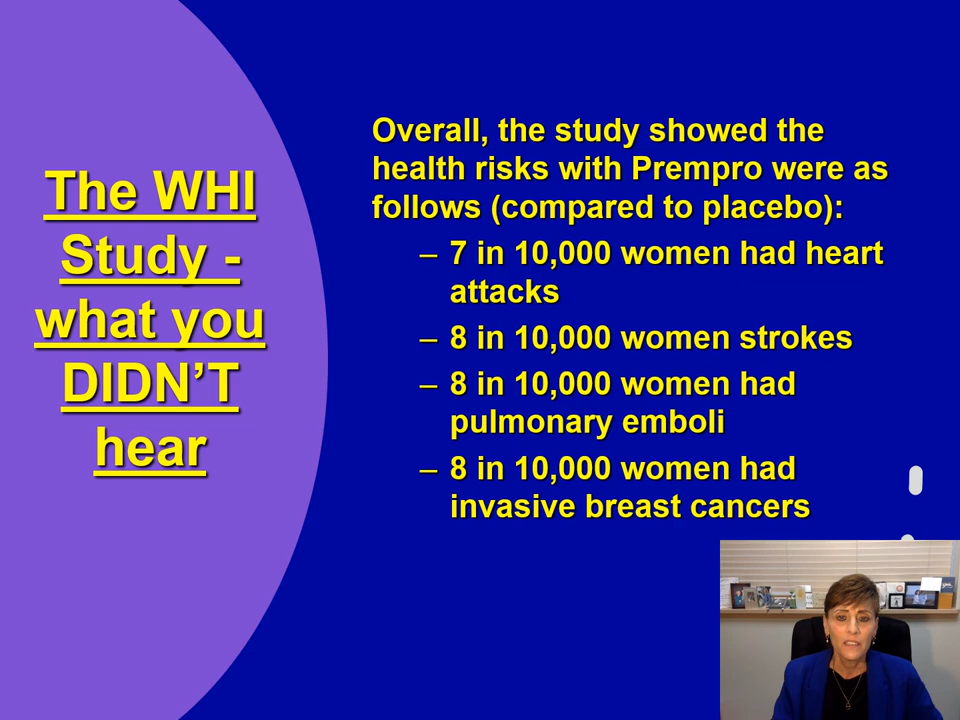 The WHI
Study -
what you
DIDN’T
hear
Overall, the study showed the
health risks with Prempro were as
follows (compared to placebo):
– 7 in 10,000 women had heart
attacks
– 8 in 10,000 women strokes
– 8 in 10,000 women had
pulmonary emboli
– 8 in 10,000 women had
invasive breast cancers